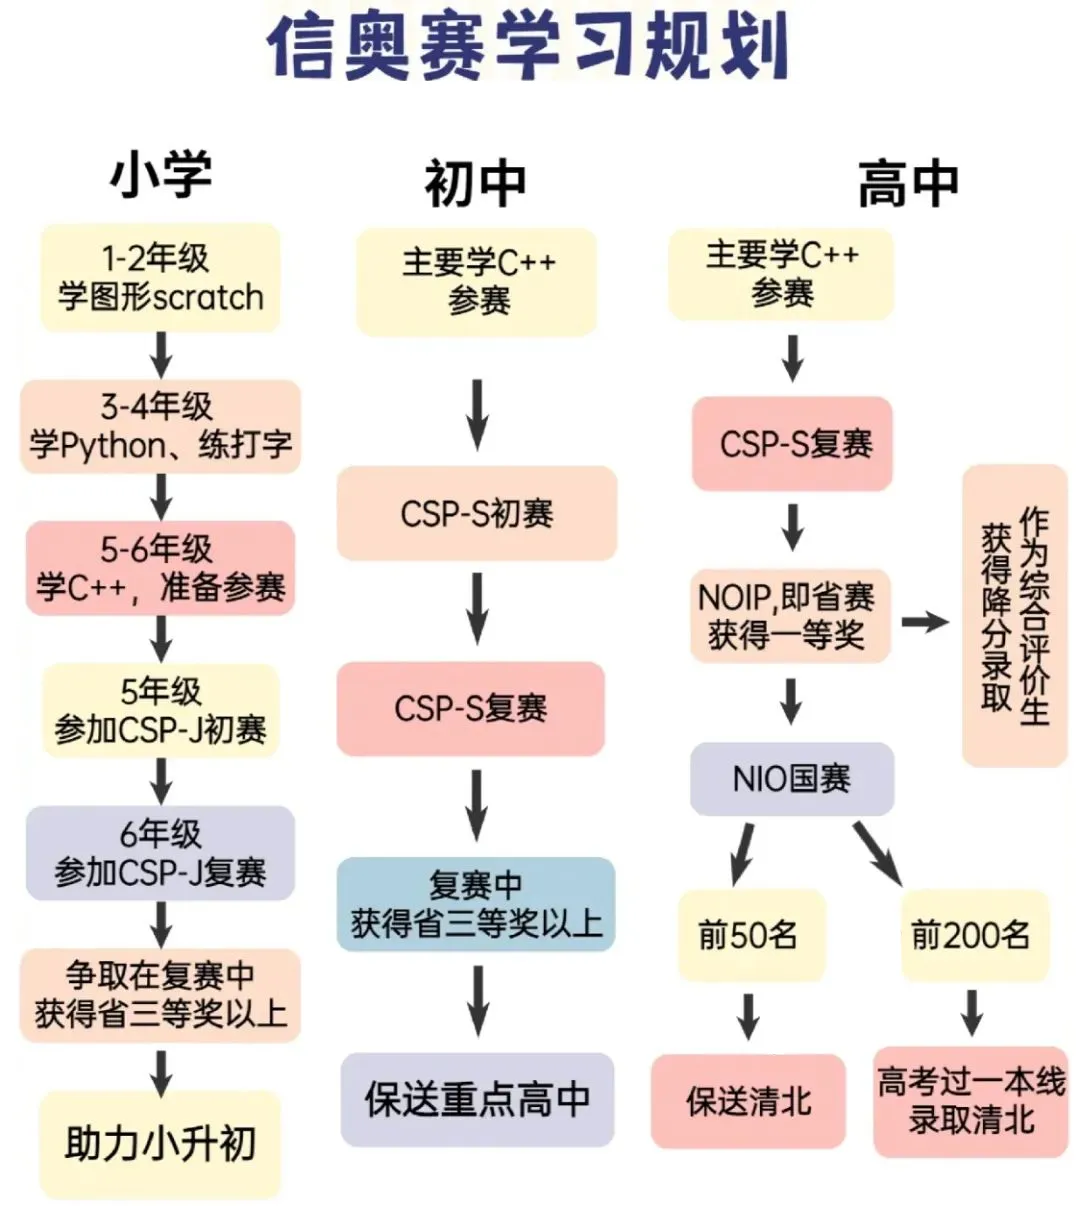 信奥赛学习规划
小学
1-2年级
学图形scratch
3-4年级
学Python、练打字
5-6年级
学C++，准备参赛
5年级
参加CSP-J初赛
6年级
参加CSP-J复赛
争取在复赛中
获得省三等奖以上
助力小升初
初中
主要学C++
参赛
CSP-S初赛
CSP-S复赛
复赛中
获得省三等奖以上
保送重点高中
高中
主要学C++
参赛
CSP-S复赛
NOIP,即省赛
获得一等奖
作为综合评价生
获得降分录取
NIO国赛
前50名
保送清北
前200名
高考过一本线
录取清北